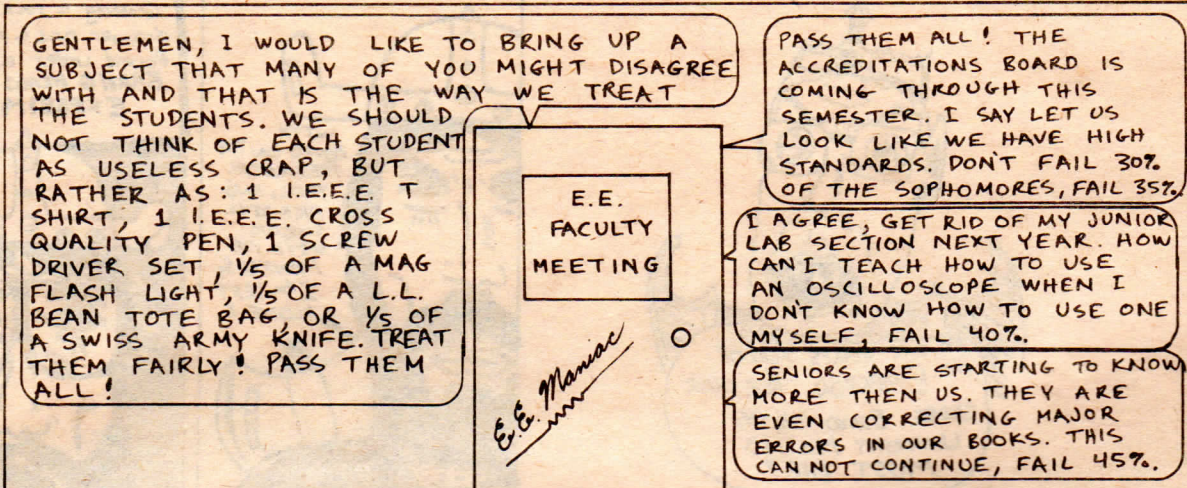 GENTLEMEN, I WOULD LIKE TO BRING UP A
SUBJECT THAT MANY OF YOU MIGHT DISAGREE
WITH AND THAT IS THE WAY WE TREAT
THE STUDENTS. WE SHOULD
NOT THINK OF EACH STUDENT
AS USELESS CRAP, BUT
RATHER AS: 1 I.E.E.E. T
SHIRT, 1 I.E.E.E. CROSS
QUALITY PEN, 1 SCREW
DRIVER SET, 1/5 OF A MAG
FLASH LIGHT, 1/5 OF A L.L.
BEAN TOTE BAG, OR 1/5 OF
A SWISS ARMY KNIFE. TREAT
THEM FAIRLY! PASS THEM
ALL!
E.E.
FACULTY
MEETING
E.E. Maniac
PASS THEM ALL! THE
ACCREDITATIONS BOARD IS
COMING THROUGH THIS
SEMESTER. I SAY LET US
LOOK LIKE WE HAVE HIGH
STANDARDS. DON'T FAIL 30%
OF THE SOPHOMORES, FAIL 35%.
I AGREE, GET RID OF MY JUNIOR
LAB SECTION NEXT YEAR. HOW
CAN I TEACH HOW TO USE
AN OSCILLOSCOPE WHEN I
DON'T KNOW HOW TO USE ONE
MYSELF, FAIL 40%.
SENIORS ARE STARTING TO KNOW
MORE THEN US. THEY ARE
EVEN CORRECTING MAJOR
ERRORS IN OUR BOOKS. THIS
CAN NOT CONTINUE, FAIL 45%.